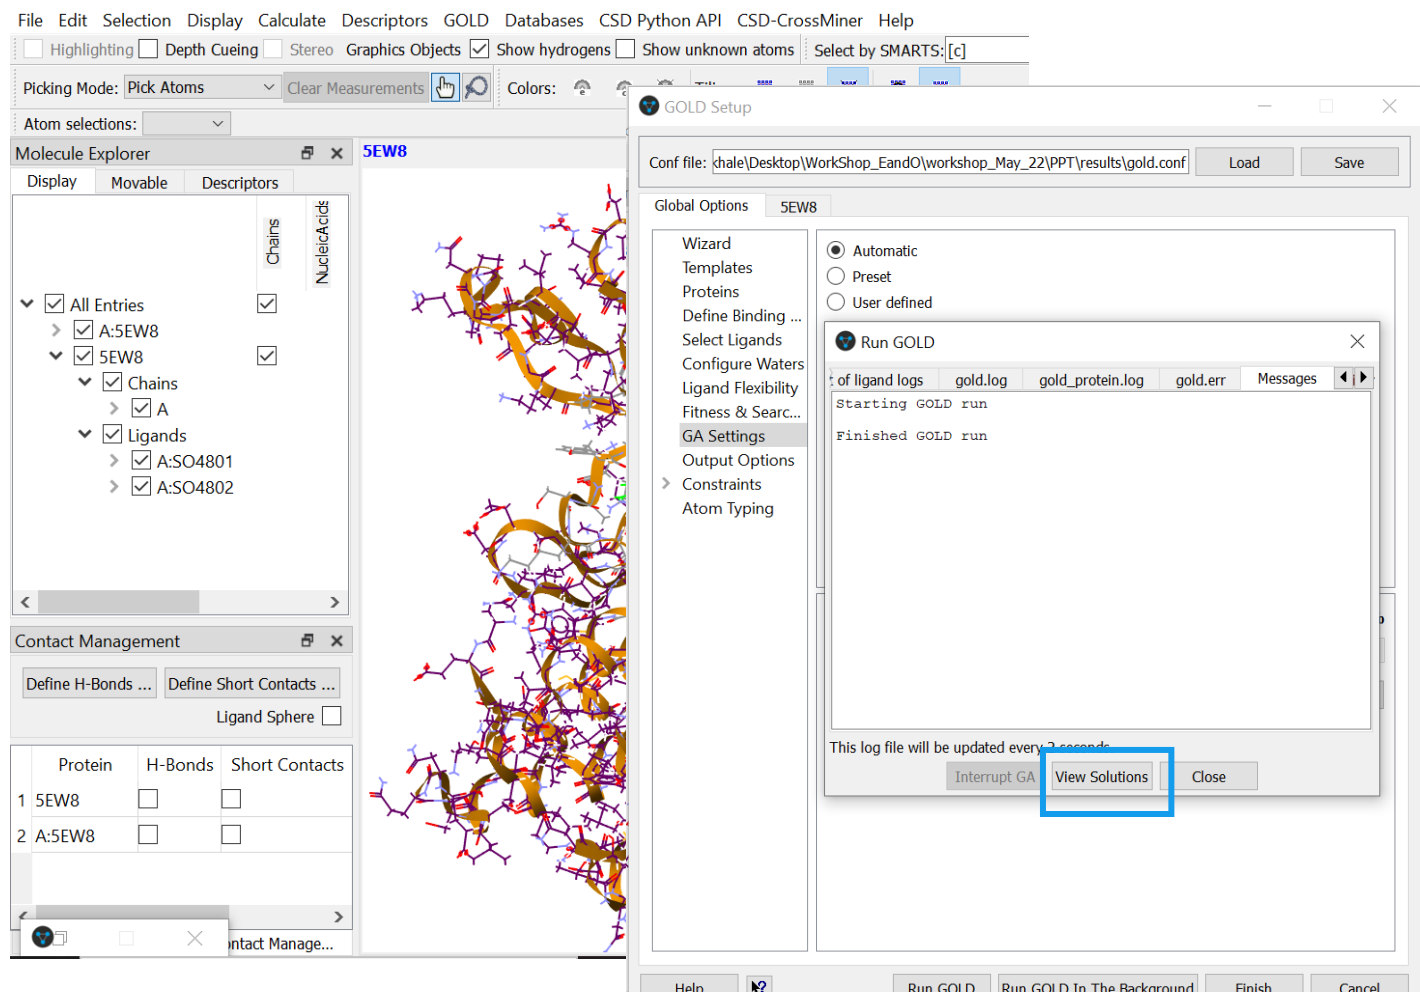 File Edit Selection Display Calculate Descriptors GOLD Databases CSD Python API CSD-CrossMiner Help
Highlighting Depth Cueing Stereo Graphics Objects Show hydrogens Show unknown atoms Select by SMARTS: [c]
Picking Mode: Pick Atoms Clear Measurements Colors:
Atom selections:
Molecule Explorer
Display Movable Descriptors
Chains
NucleicAcids
All Entries
A:5EW8
5EW8
Chains
A
Ligands
A:SO4801
A:SO4802
Contact Management
Define H-Bonds ... Define Short Contacts ...
Ligand Sphere
Protein H-Bonds Short Contacts
1 5EW8
2 A:5EW8
ntact Manage...
5EW8
GOLD Setup
Conf file: khale\Desktop\WorkShop_EandO\workshop_May_22\PPT\results\gold.conf Load Save
Global Options 5EW8
Wizard
Templates
Proteins
Define Binding ...
Select Ligands
Configure Waters
Ligand Flexibility
Fitness & Searc...
GA Settings
Output Options
Constraints
Atom Typing
Automatic
Preset
User defined
Run GOLD
t of ligand logs gold.log gold_protein.log gold.err Messages
Starting GOLD run
Finished GOLD run
This log file will be updated every 2 seconds
Interrupt GA View Solutions Close
Help Run GOLD Run GOLD In The Background Finish Cancel